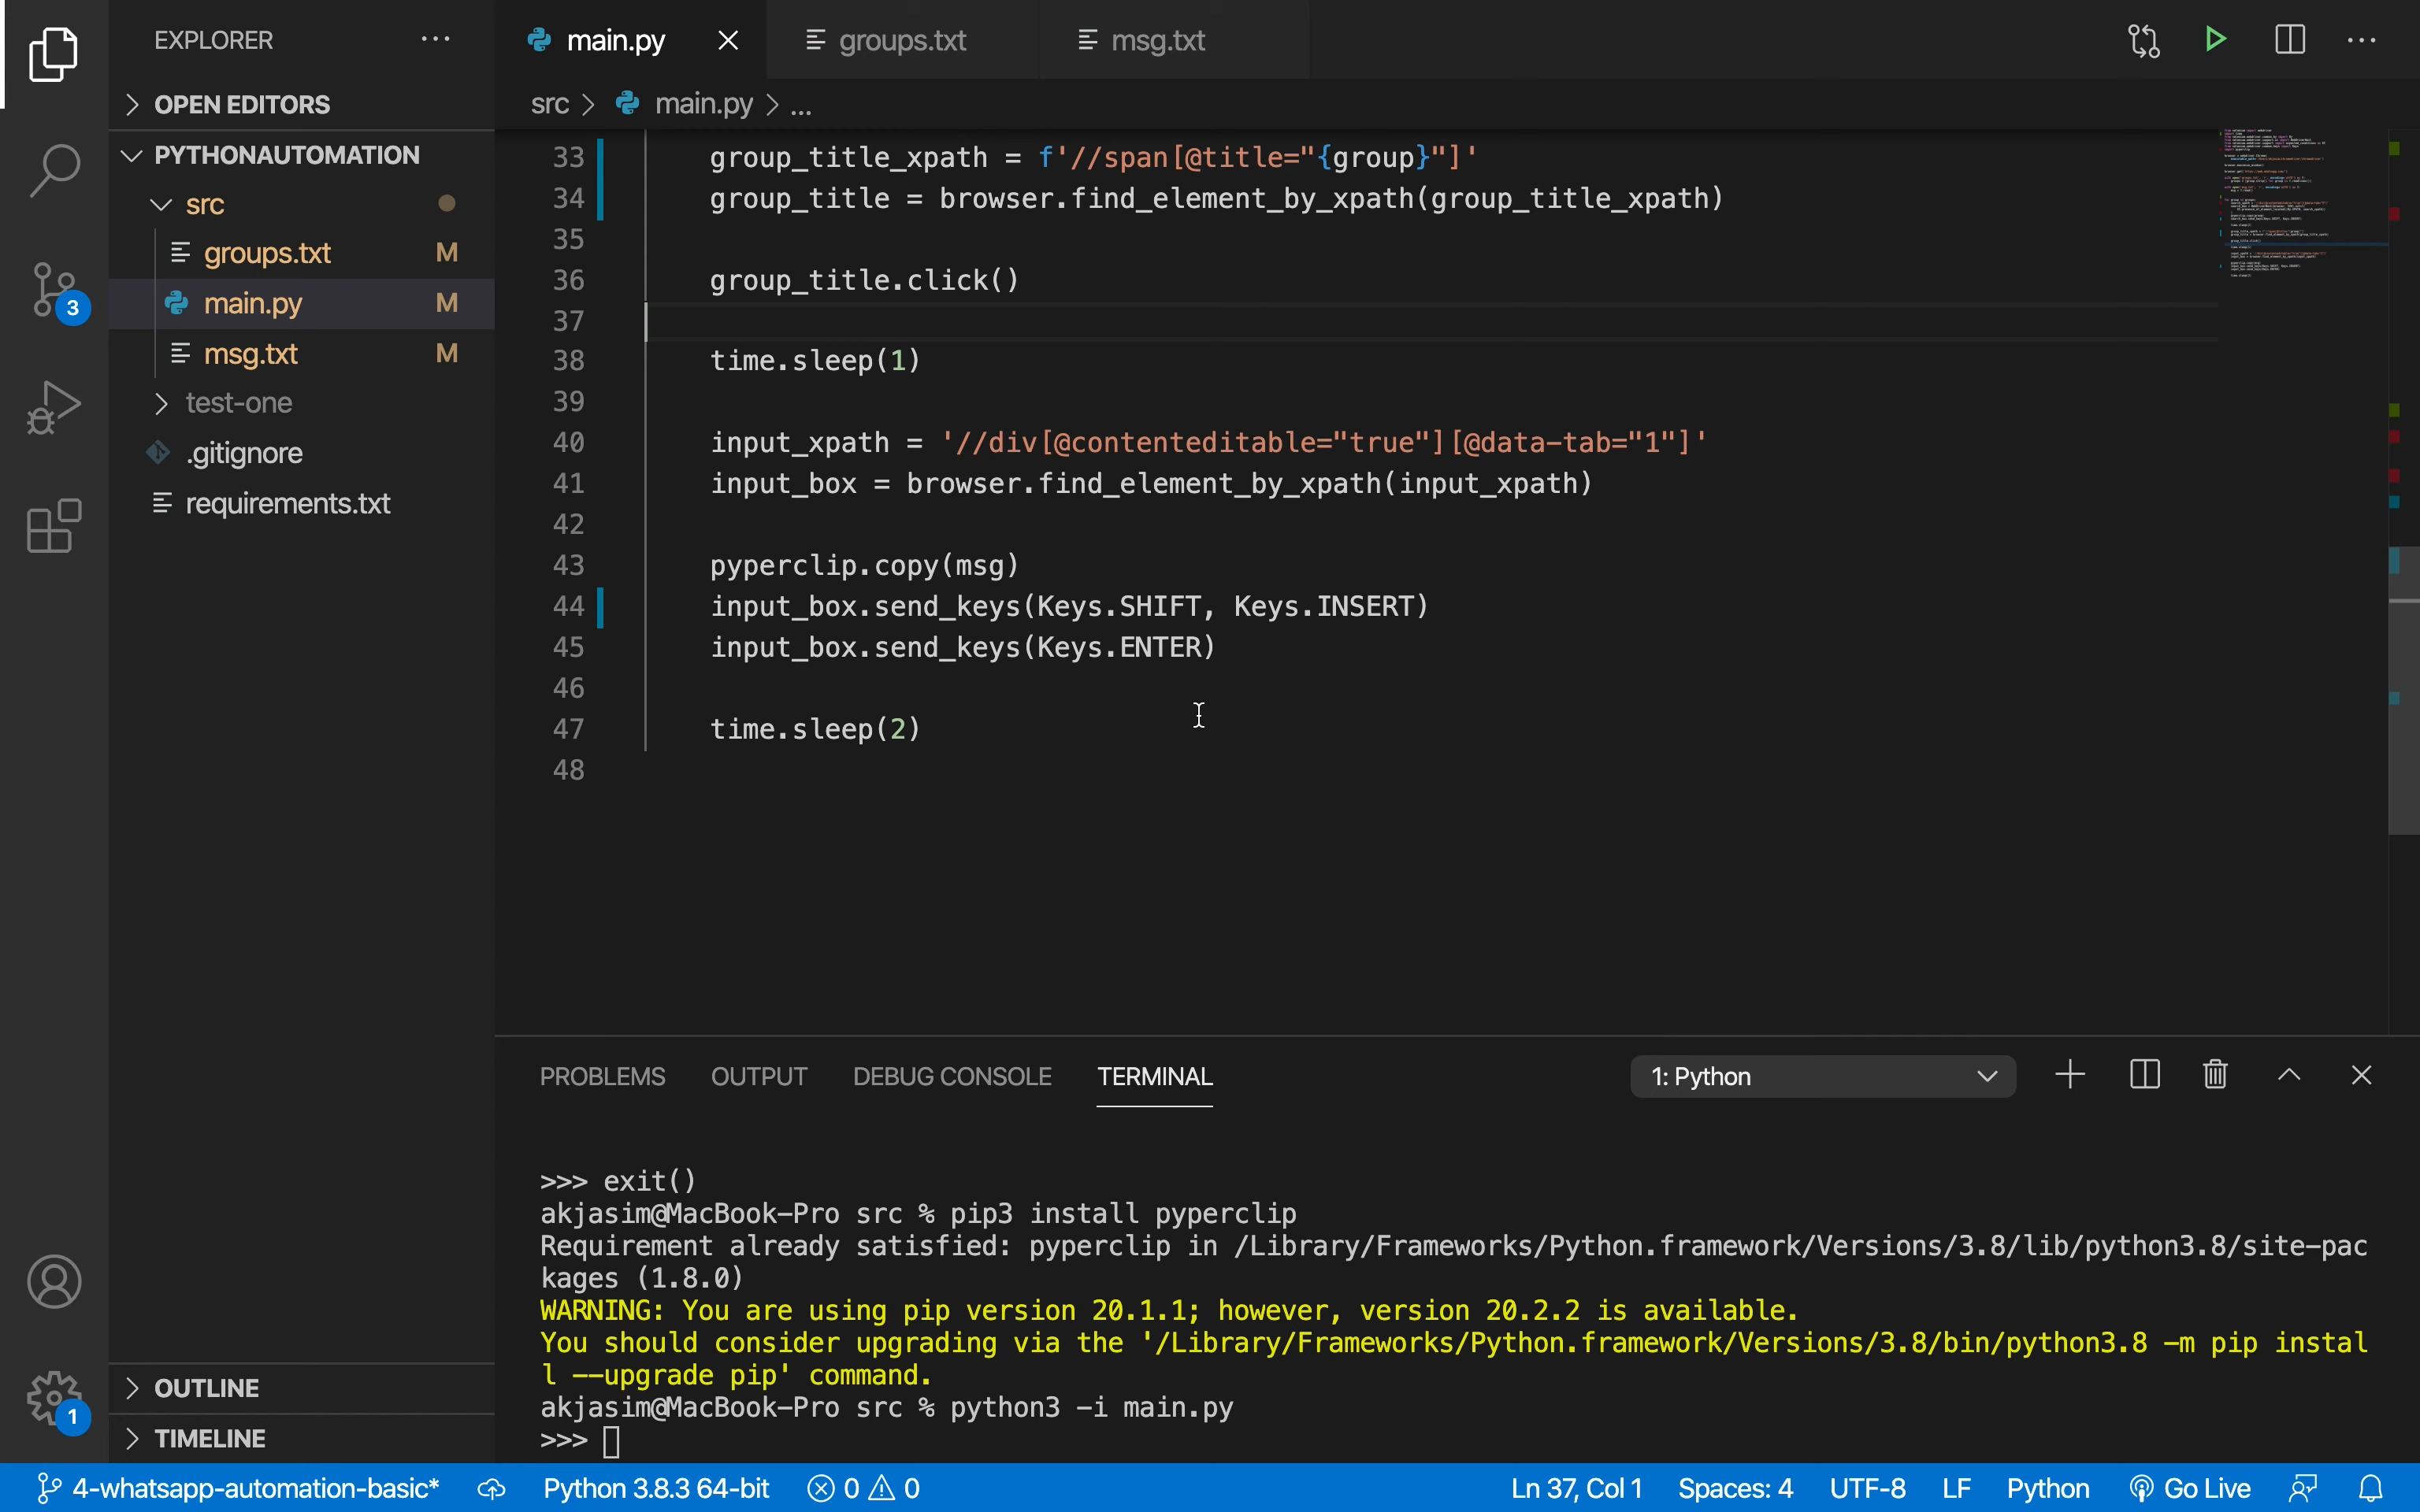 EXPLORER
main.py
groups.txt
msg.txt
OPEN EDITORS
src > main.py > ...
PYTHONAUTOMATION
src
groups.txt M
main.py M
msg.txt M
test-one
.gitignore
requirements.txt
3
33 group_title_xpath = f'//span[@title="{group}"]'
34 group_title = browser.find_element_by_xpath(group_title_xpath)
35
36 group_title.click()
37
38 time.sleep(1)
39
40 input_xpath = '//div[@contenteditable="true"][@data-tab="1"]'
41 input_box = browser.find_element_by_xpath(input_xpath)
42
43 pyperclip.copy(msg)
44 input_box.send_keys(Keys.SHIFT, Keys.INSERT)
45 input_box.send_keys(Keys.ENTER)
46
47 time.sleep(2)
48
PROBLEMS OUTPUT DEBUG CONSOLE TERMINAL 1: Python
>>> exit()
akjasim@MacBook-Pro src % pip3 install pyperclip
Requirement already satisfied: pyperclip in /Library/Frameworks/Python.framework/Versions/3.8/lib/python3.8/site-pac
kages (1.8.0)
WARNING: You are using pip version 20.1.1; however, version 20.2.2 is available.
You should consider upgrading via the '/Library/Frameworks/Python.framework/Versions/3.8/bin/python3.8 -m pip instal
l --upgrade pip' command.
akjasim@MacBook-Pro src % python3 -i main.py
>>>
OUTLINE
1
TIMELINE
4-whatsapp-automation-basic* Python 3.8.3 64-bit 0 0 Ln 37, Col 1 Spaces: 4 UTF-8 LF Python Go Live